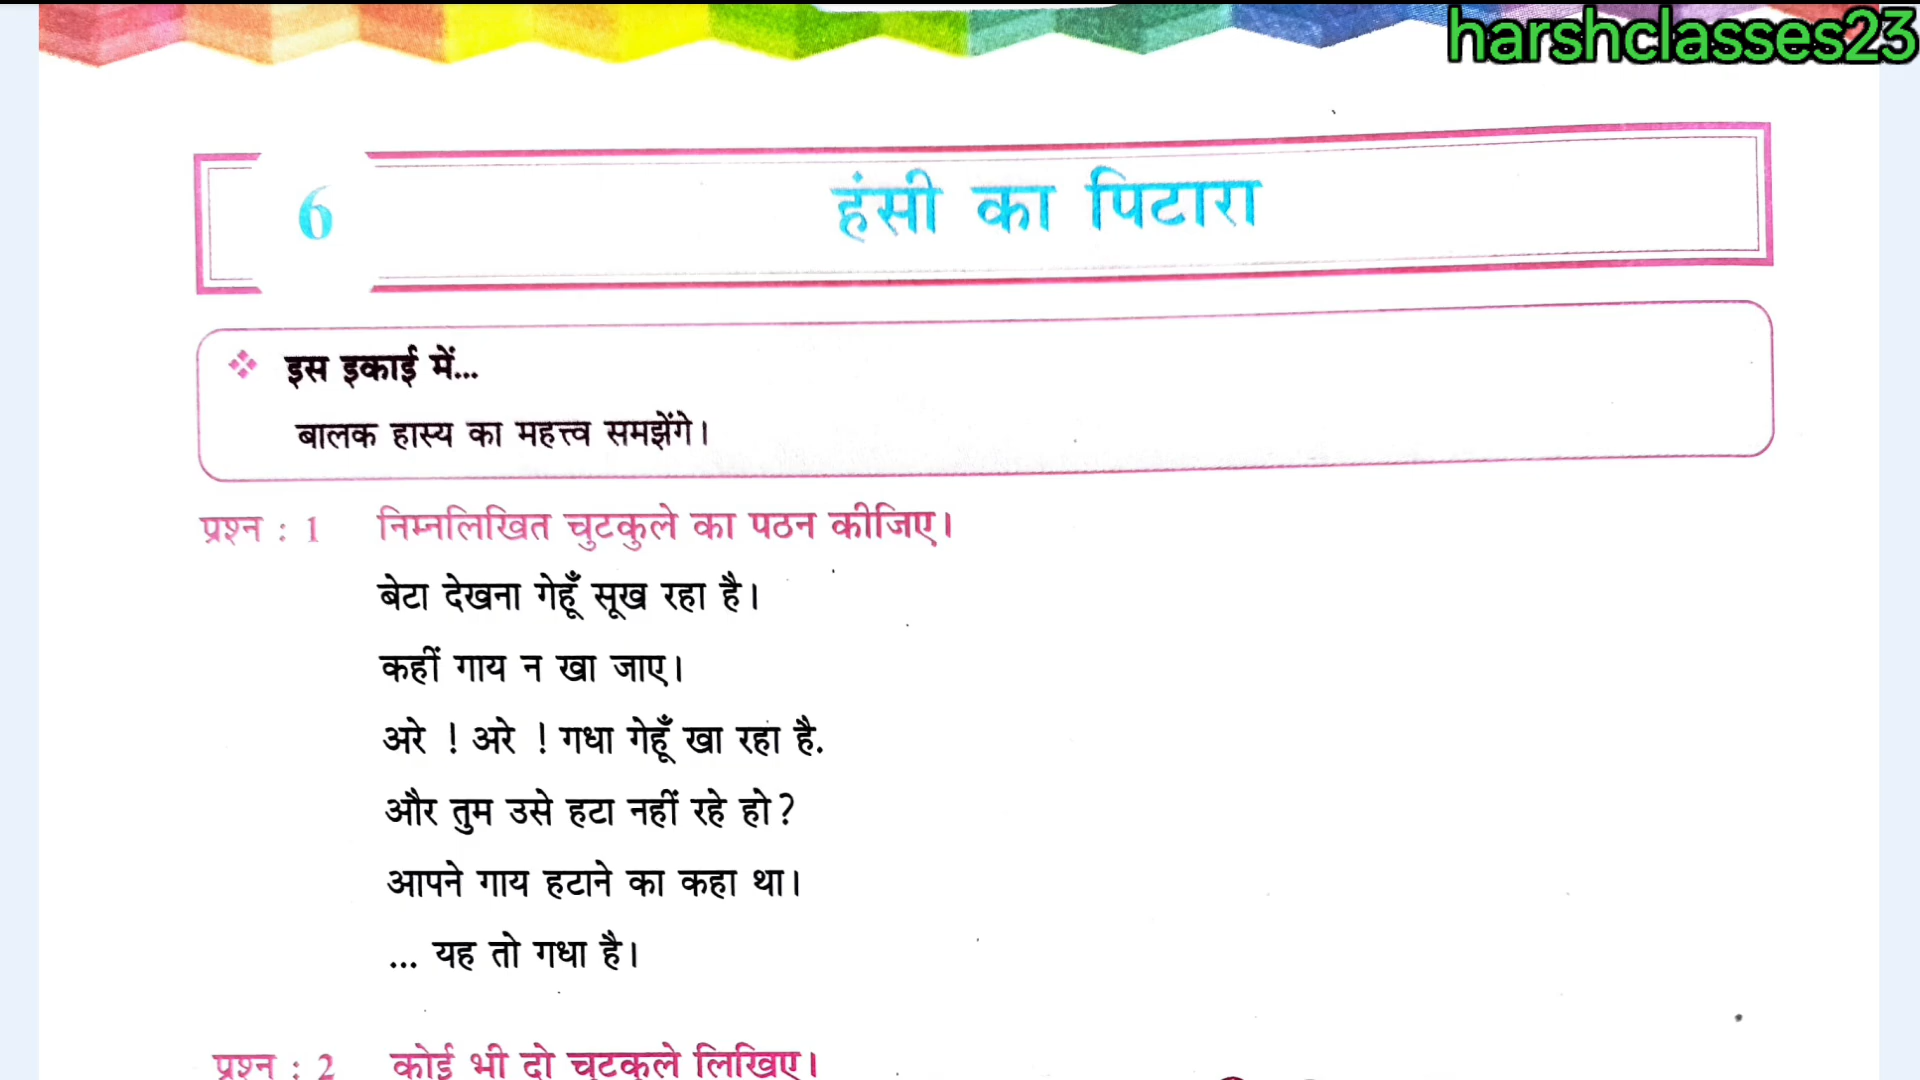 harshclasses23
6 हंसी का पिटारा
❖ इस इकाई में...
बालक हास्य का महत्त्व समझेंगे।
प्रश्न : 1 निम्नलिखित चुटकुले का पठन कीजिए।
बेटा देखना गेहूँ सूख रहा है।
कहीं गाय न खा जाए।
अरे ! अरे ! गधा गेहूँ खा रहा है.
और तुम उसे हटा नहीं रहे हो?
आपने गाय हटाने का कहा था।
... यह तो गधा है।
प्रश्न : 2 कोई भी दो चुटकुले लिखिए।